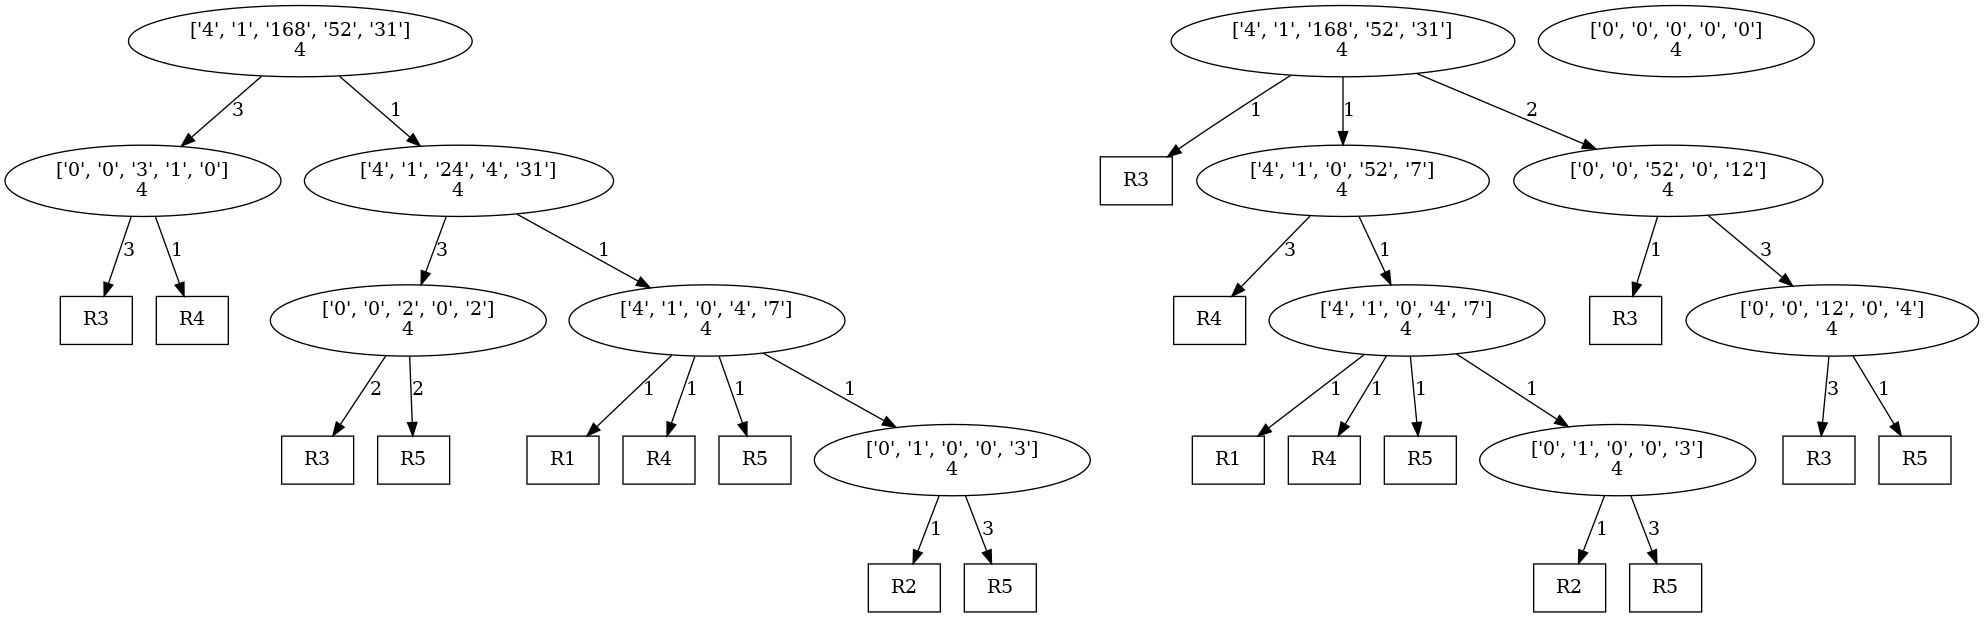 ['4', '1', '168', '52', '31']
4
['4', '1', '168', '52', '31']
4
['0', '0', '0', '0', '0']
4
3
1
1
1
2
['0', '0', '3', '1', '0']
4
['4', '1', '24', '4', '31']
4
R3
['4', '1', '0', '52', '7']
4
['0', '0', '52', '0', '12']
4
3
1
3
1
3
1
1
3
R3
R4
['0', '0', '2', '0', '2']
4
['4', '1', '0', '4', '7']
4
R4
['4', '1', '0', '4', '7']
4
R3
['0', '0', '12', '0', '4']
4
2
2
1
1
1
1
1
1
1
1
3
1
R3
R5
R1
R4
R5
['0', '1', '0', '0', '3']
4
R1
R4
R5
['0', '1', '0', '0', '3']
4
R3
R5
1
3
1
3
R2
R5
R2
R5